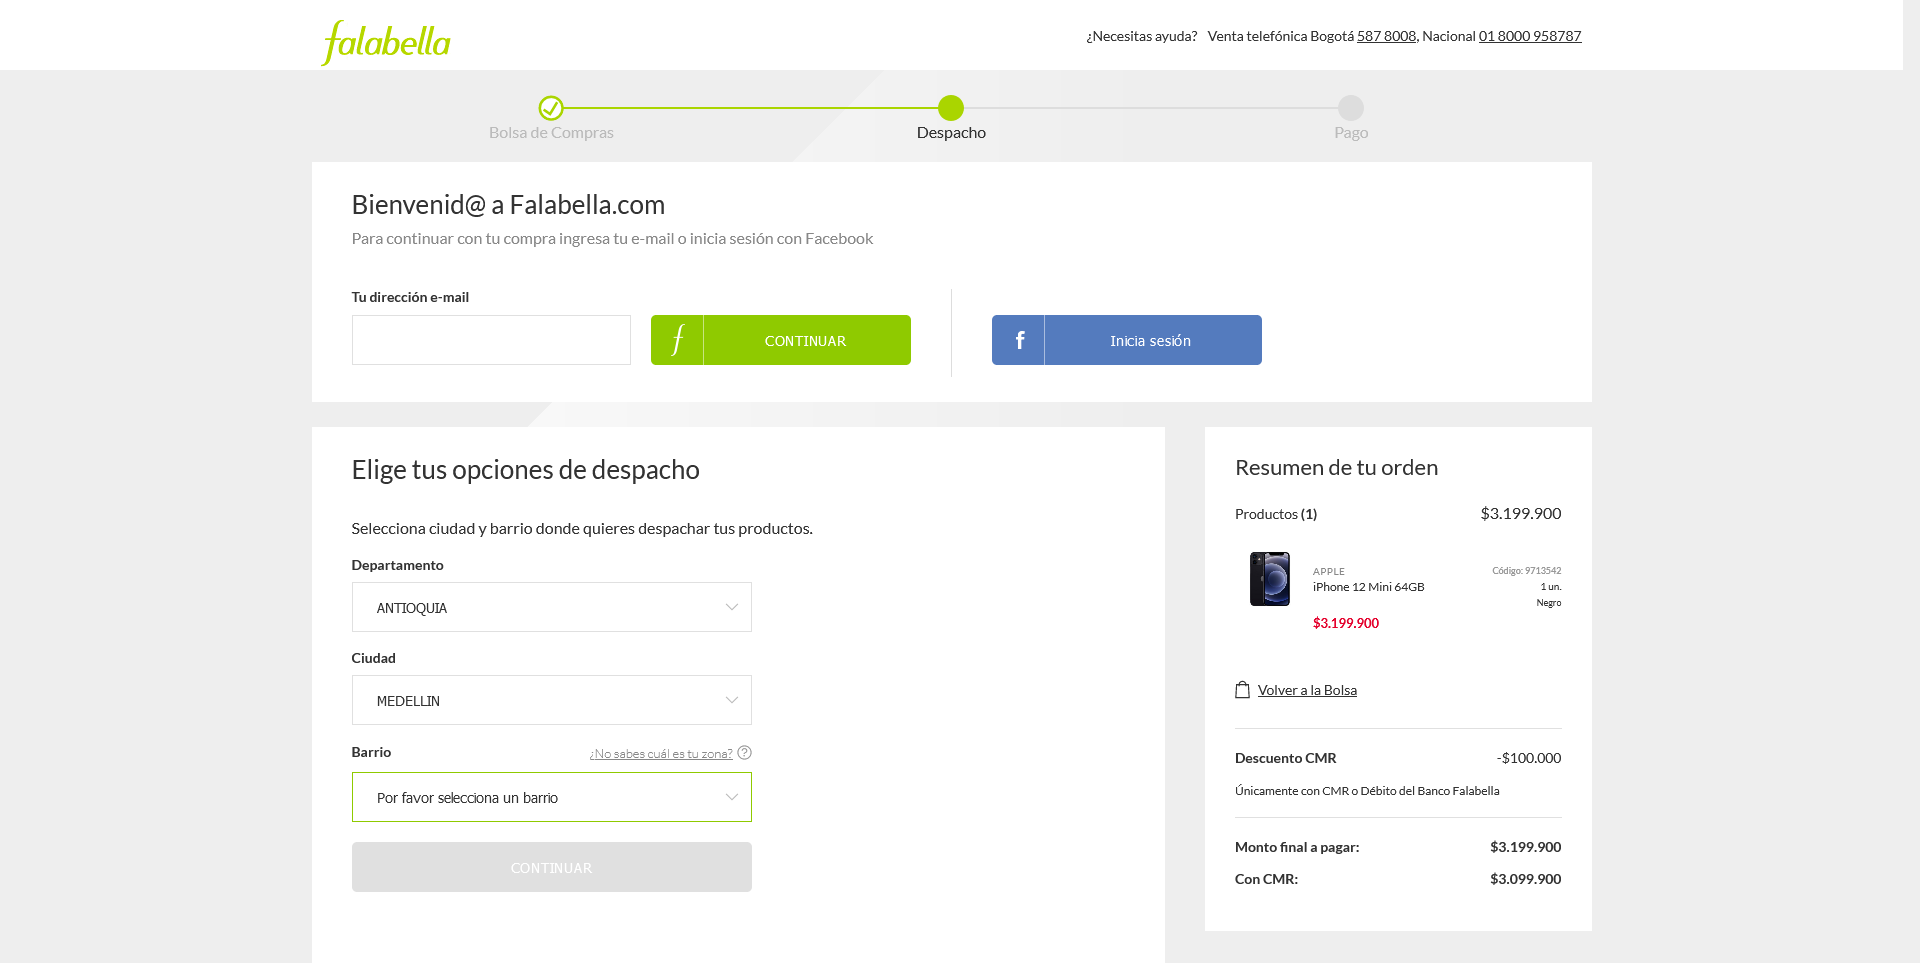 falabella
¿Necesitas ayuda? Venta telefónica Bogotá 587 8008, Nacional 01 8000 958787
Bolsa de Compras
Despacho
Pago
Bienvenid@ a Falabella.com
Para continuar con tu compra ingresa tu e-mail o inicia sesión con Facebook
Tu dirección e-mail
f CONTINUAR
f Inicia sesión
Elige tus opciones de despacho
Selecciona ciudad y barrio donde quieres despachar tus productos.
Departamento
ANTIOQUIA
Ciudad
MEDELLIN
Barrio ¿No sabes cuál es tu zona? ?
Por favor selecciona un barrio
CONTINUAR
Resumen de tu orden
Productos (1) $3.199.900
APPLE Código: 9713542
iPhone 12 Mini 64GB 1 un.
Negro
$3.199.900
Volver a la Bolsa
Descuento CMR -$100.000
Únicamente con CMR o Débito del Banco Falabella
Monto final a pagar: $3.199.900
Con CMR: $3.099.900